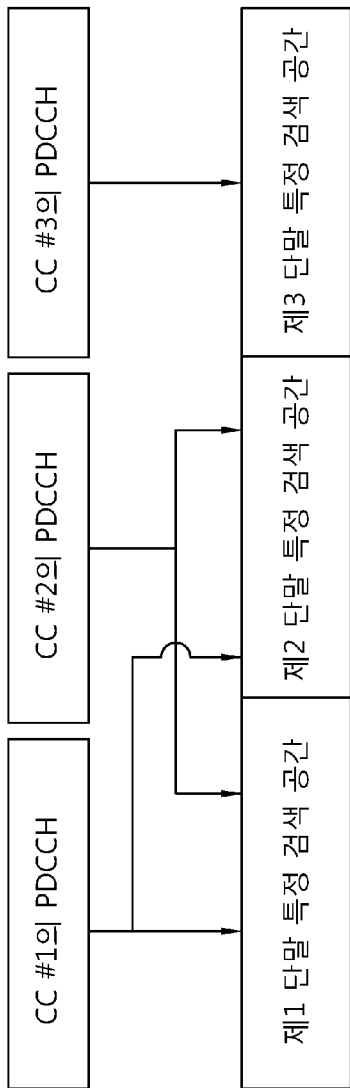 CC #1의 PDCCH
CC #2의 PDCCH
CC #3의 PDCCH
제1 단말 특정 검색 공간
제2 단말 특정 검색 공간
제3 단말 특정 검색 공간